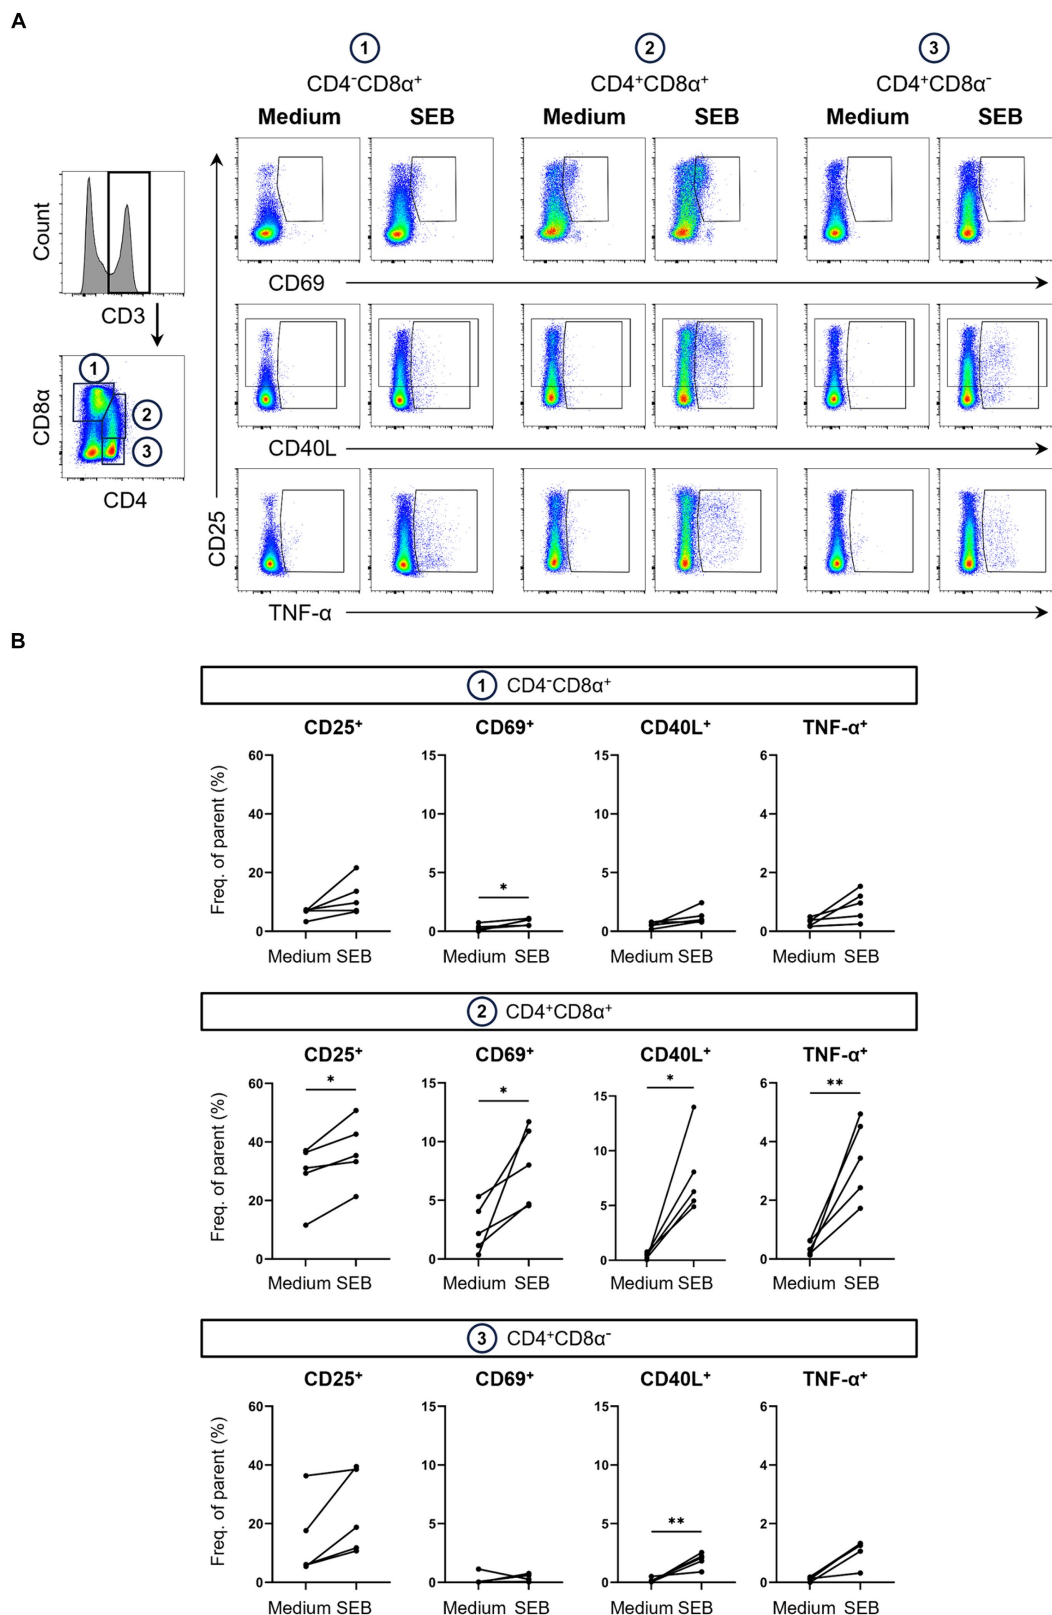 A
1 2 3
CD4⁻CD8α⁺ CD4⁺CD8α⁺ CD4⁺CD8α⁻
Medium SEB Medium SEB Medium SEB
Count
CD3
CD69
1
2
3
CD8α
CD4
CD40L
CD25
TNF-α
B
1 CD4⁻CD8α⁺
CD25⁺ CD69⁺ CD40L⁺ TNF-α⁺
Freq. of parent (%)
60 15 15 6
40 10 10 4
20 5 5 2
*
0 0 0 0
Medium SEB Medium SEB Medium SEB Medium SEB
2 CD4⁺CD8α⁺
CD25⁺ CD69⁺ CD40L⁺ TNF-α⁺
* * * **
Freq. of parent (%)
60 15 15 6
40 10 10 4
20 5 5 2
0 0 0 0
Medium SEB Medium SEB Medium SEB Medium SEB
3 CD4⁺CD8α⁻
CD25⁺ CD69⁺ CD40L⁺ TNF-α⁺
Freq. of parent (%)
60 15 15 6
40 10 10 4
20 5 5 2
**
0 0 0 0
Medium SEB Medium SEB Medium SEB Medium SEB